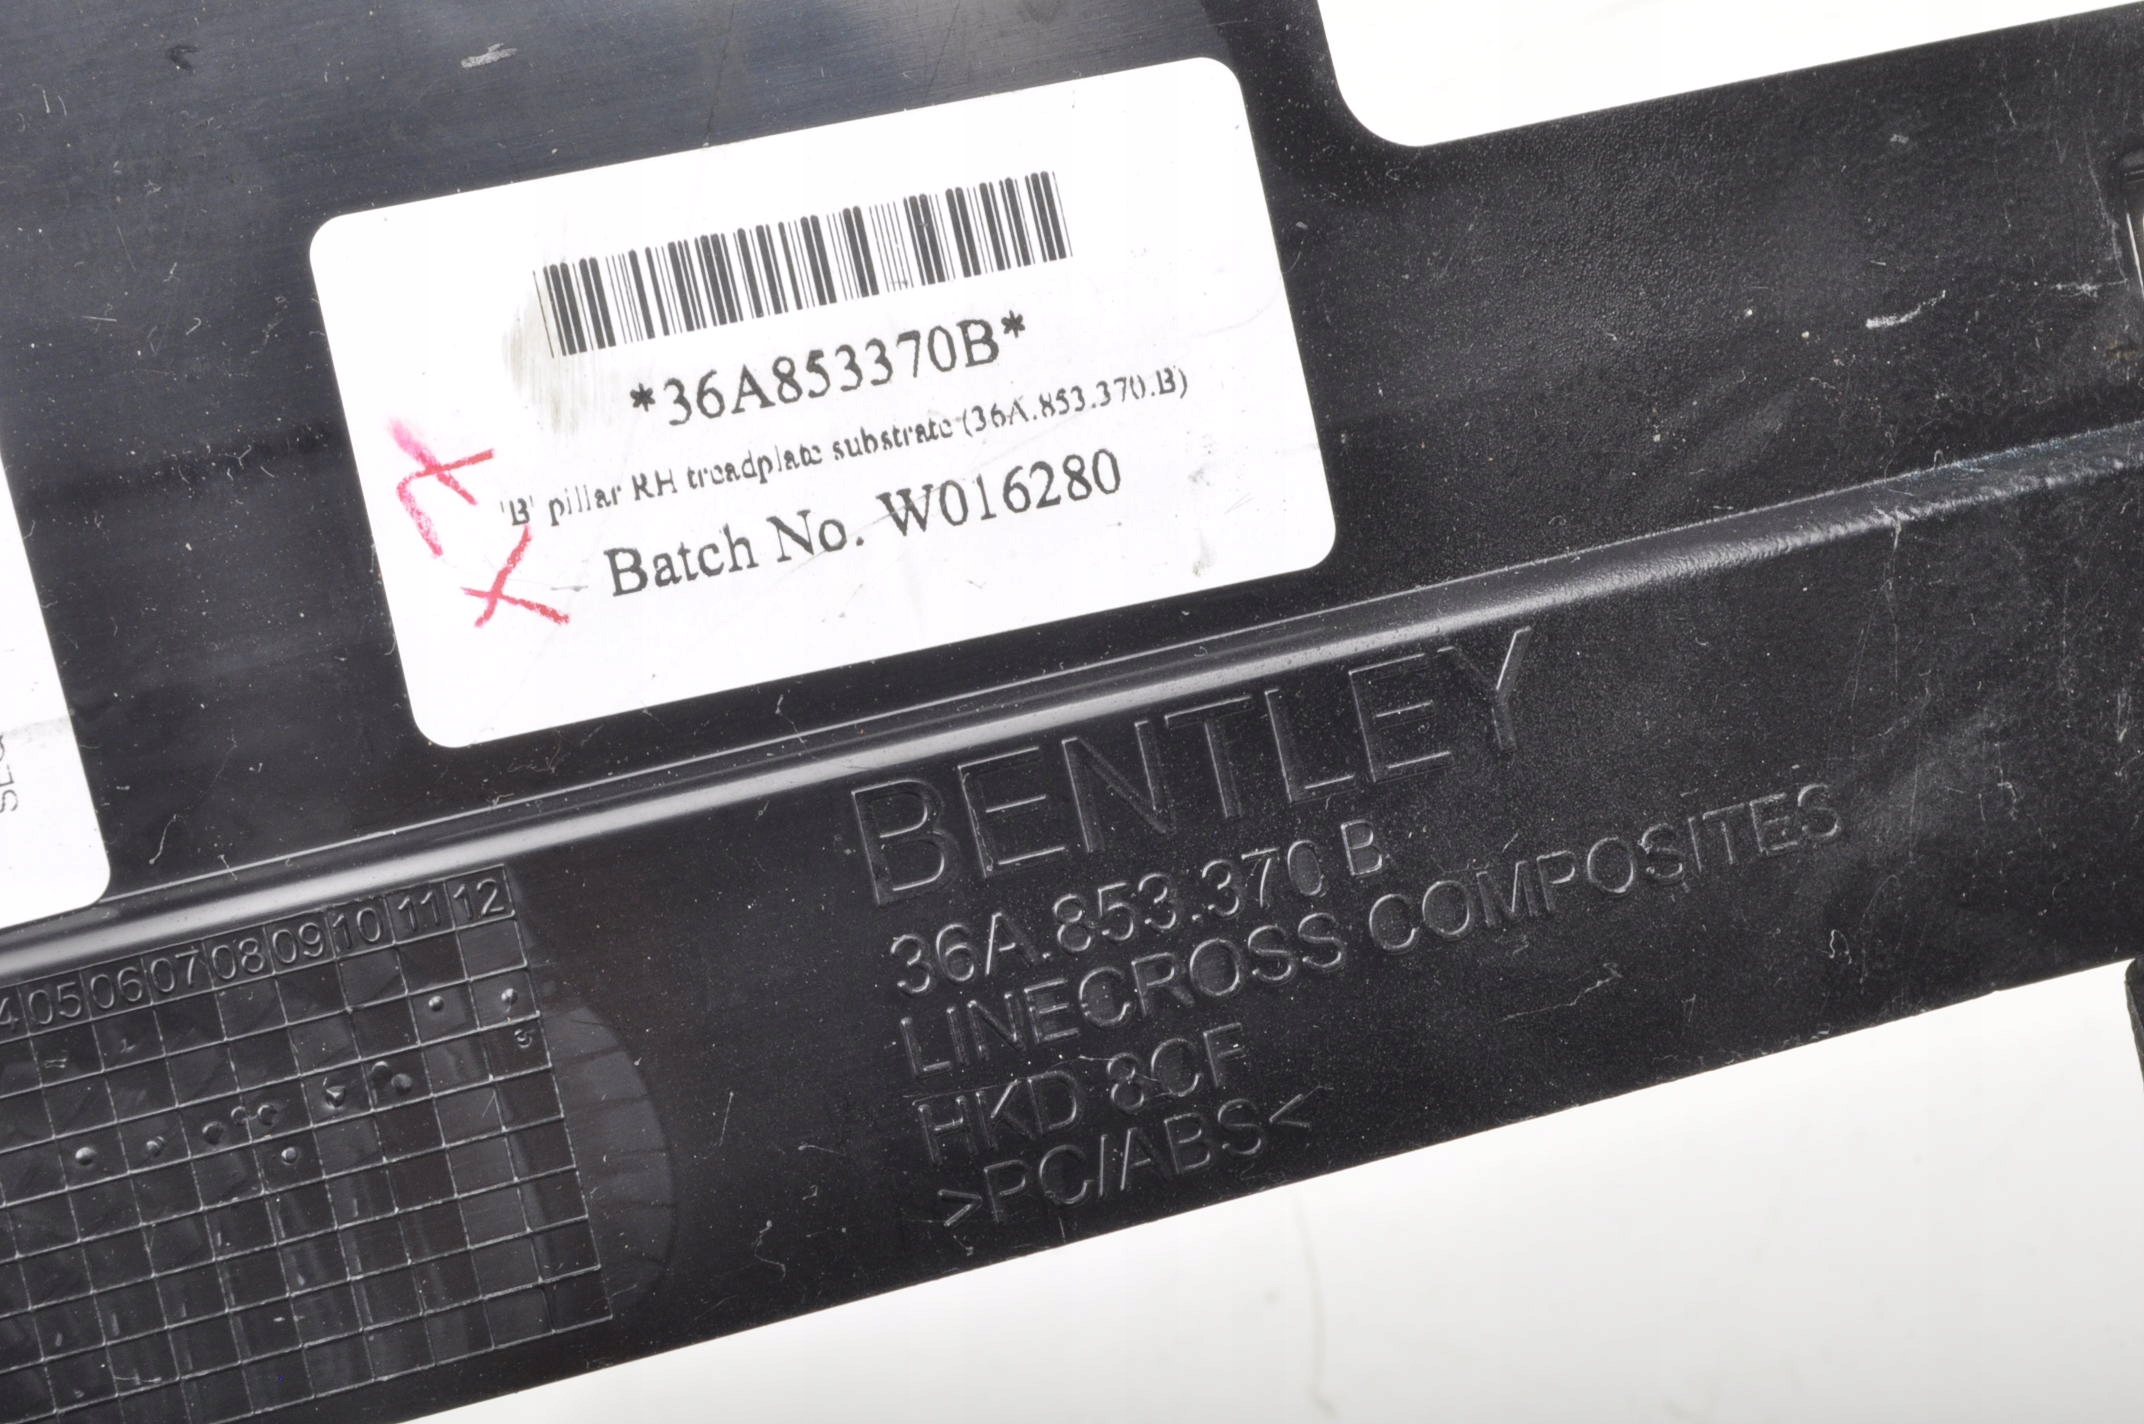 *36A853370B*
'B' pillar RH treadplate substrate (36A.853.370.B)
Batch No. W016280
BENTLEY
36A.853.370 B
LINECROSS COMPOSITES
HKD 8CF
>PC/ABS<
4 05 06 07 08 09 10 11 12